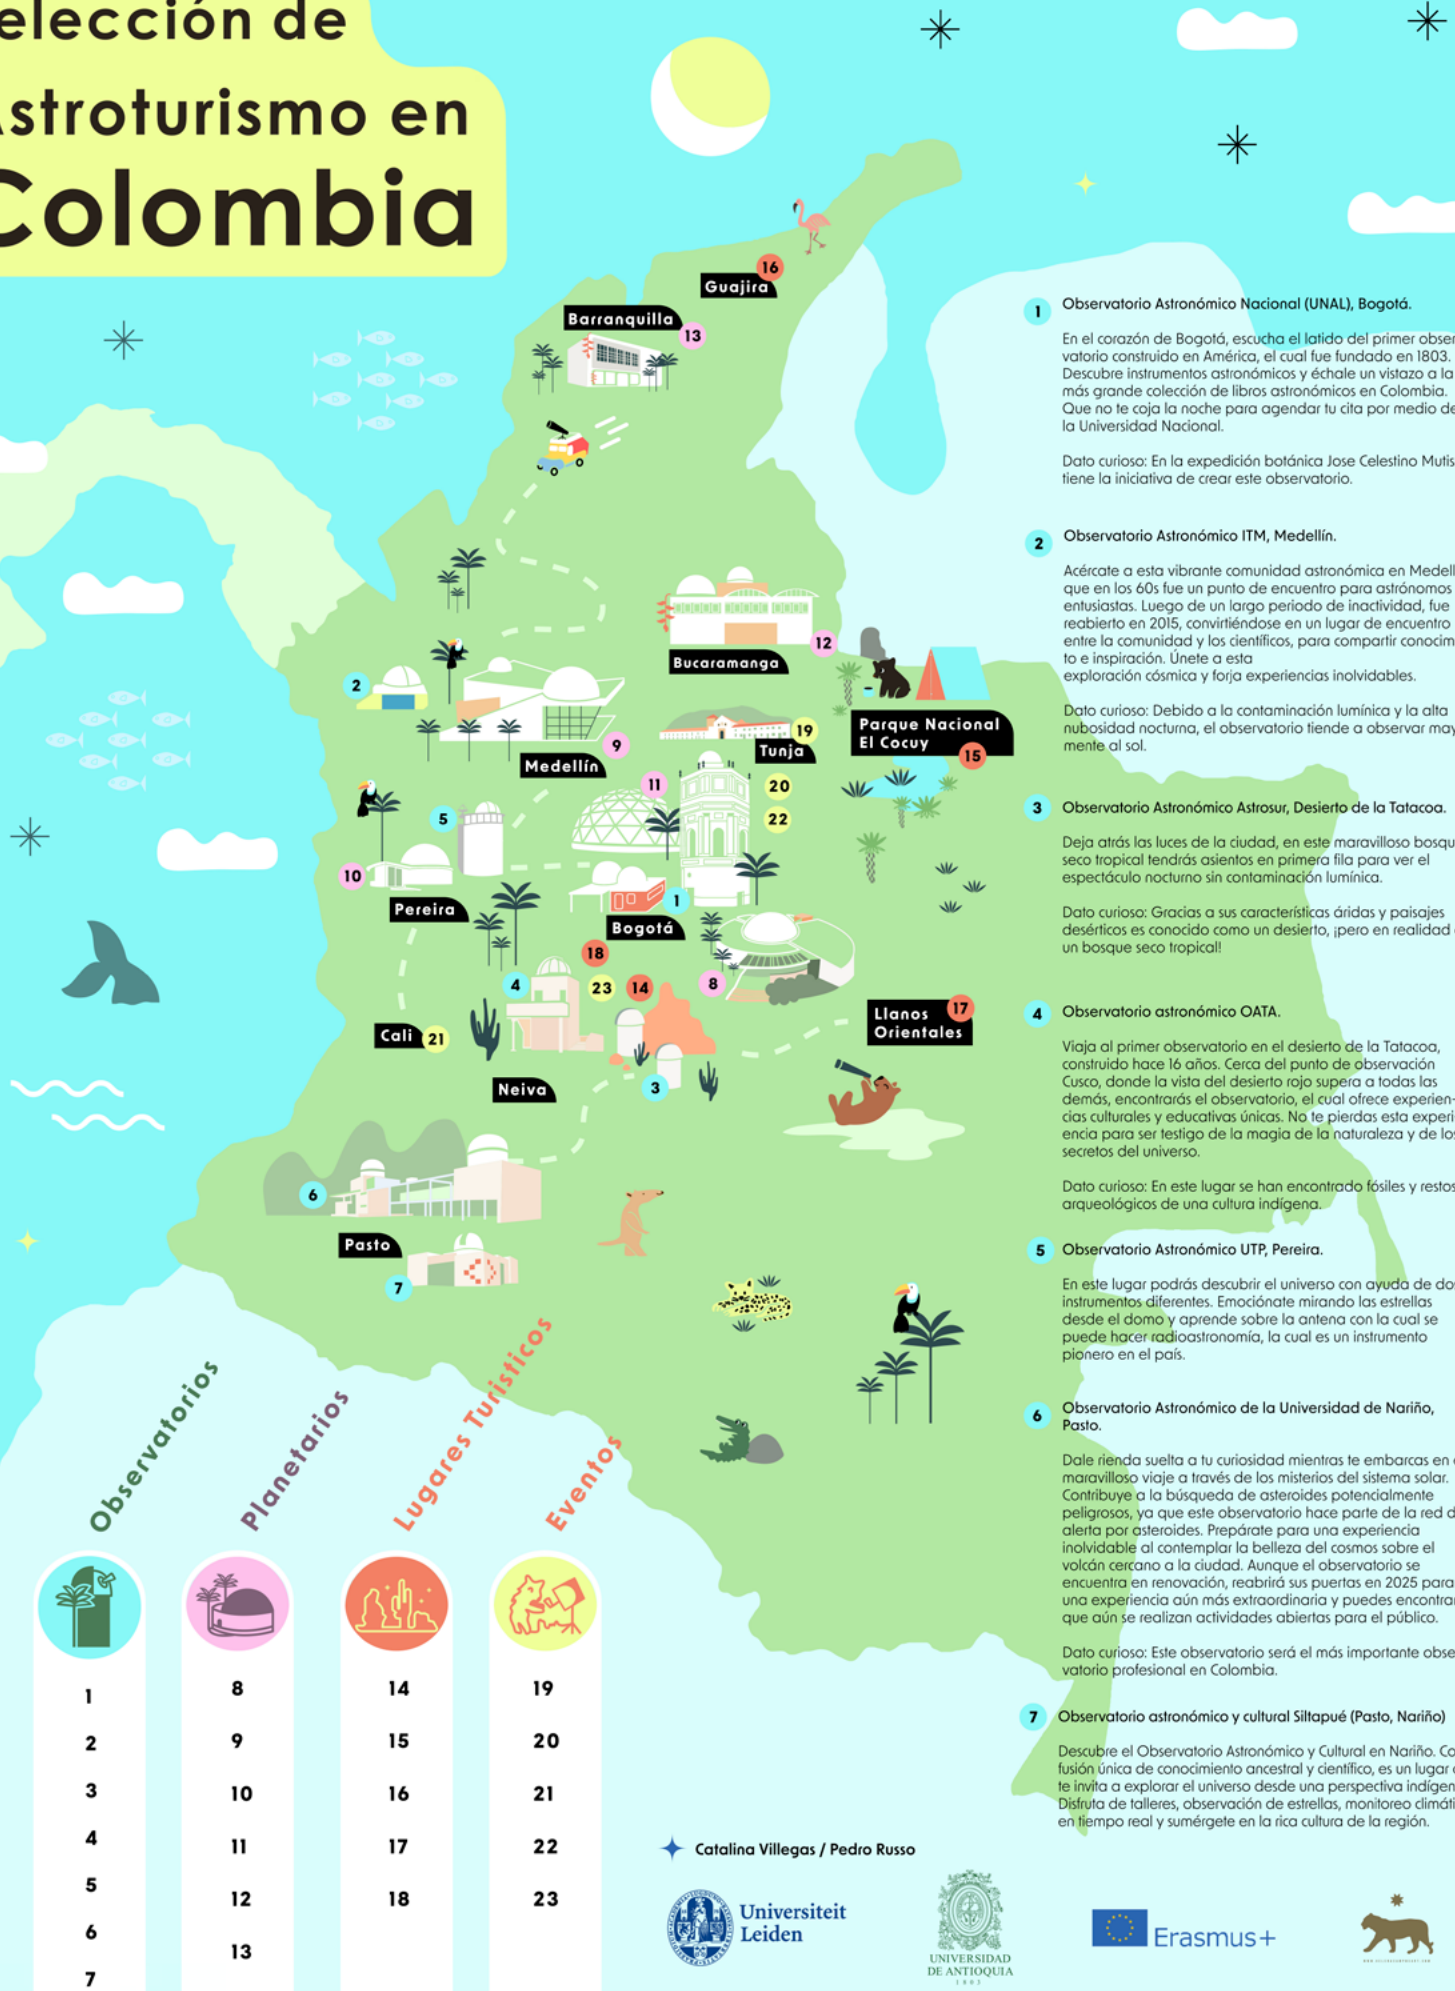 elección de
Astroturismo en
Colombia
16
Guajira
Barranquilla
13
12
Bucaramanga
2
9
Medellín
19
Tunja
Parque Nacional
El Cocuy
15
11
20
22
5
10
Pereira
1
Bogotá
18
4
23
14
8
Cali
21
Llanos
Orientales
17
Neiva
3
6
Pasto
7
Observatorios
Planetarios
Lugares Turisticos
Eventos
1
2
3
4
5
6
7
8
9
10
11
12
13
14
15
16
17
18
19
20
21
22
23
1
Observatorio Astronómico Nacional (UNAL), Bogotá.
En el corazón de Bogotá, escucha el latido del primer obser
vatorio construido en América, el cual fue fundado en 1803.
Descubre instrumentos astronómicos y échale un vistazo a la
más grande colección de libros astronómicos en Colombia.
Que no te coja la noche para agendar tu cita por medio de
la Universidad Nacional.
Dato curioso: En la expedición botánica Jose Celestino Mutis
tiene la iniciativa de crear este observatorio.
2
Observatorio Astronómico ITM, Medellín.
Acércate a esta vibrante comunidad astronómica en Medell
que en los 60s fue un punto de encuentro para astrónomos
entusiastas. Luego de un largo periodo de inactividad, fue
reabierto en 2015, convirtiéndose en un lugar de encuentro
entre la comunidad y los científicos, para compartir conocim
to e inspiración. Únete a esta
exploración cósmica y forja experiencias inolvidables.
Dato curioso: Debido a la contaminación lumínica y la alta
nubosidad nocturna, el observatorio tiende a observar may
mente al sol.
3
Observatorio Astronómico Astrosur, Desierto de la Tatacoa.
Deja atrás las luces de la ciudad, en este maravilloso bosqu
seco tropical tendrás asientos en primera fila para ver el
espectáculo nocturno sin contaminación lumínica.
Dato curioso: Gracias a sus características áridas y paisajes
desérticos es conocido como un desierto, ¡pero en realidad
un bosque seco tropical!
4
Observatorio astronómico OATA.
Viaja al primer observatorio en el desierto de la Tatacoa,
construido hace 16 años. Cerca del punto de observación
Cusco, donde la vista del desierto rojo supera a todas las
demás, encontrarás el observatorio, el cual ofrece experien-
cias culturales y educativas únicas. No te pierdas esta experi
encia para ser testigo de la magia de la naturaleza y de los
secretos del universo.
Dato curioso: En este lugar se han encontrado fósiles y restos
arqueológicos de una cultura indígena.
5
Observatorio Astronómico UTP, Pereira.
En este lugar podrás descubrir el universo con ayuda de dos
instrumentos diferentes. Emociónate mirando las estrellas
desde el domo y aprende sobre la antena con la cual se
puede hacer radioastronomía, la cual es un instrumento
pionero en el país.
6
Observatorio Astronómico de la Universidad de Nariño,
Pasto.
Dale rienda suelta a tu curiosidad mientras te embarcas en
maravilloso viaje a través de los misterios del sistema solar.
Contribuye a la búsqueda de asteroides potencialmente
peligrosos, ya que este observatorio hace parte de la red d
alerta por asteroides. Prepárate para una experiencia
inolvidable al contemplar la belleza del cosmos sobre el
volcán cercano a la ciudad. Aunque el observatorio se
encuentra en renovación, reabrirá sus puertas en 2025 para
una experiencia aún más extraordinaria y puedes encontrar
que aún se realizan actividades abiertas para el público.
Dato curioso: Este observatorio será el más importante obse
vatorio profesional en Colombia.
7
Observatorio astronómico y cultural Siltapué (Pasto, Nariño)
Descubre el Observatorio Astronómico y Cultural en Nariño. Co
fusión única de conocimiento ancestral y científico, es un lugar
te invita a explorar el universo desde una perspectiva indígen
Disfruta de talleres, observación de estrellas, monitoreo climáti
en tiempo real y sumérgete en la rica cultura de la región.
Catalina Villegas / Pedro Russo
Universiteit
Leiden
UNIVERSIDAD
DE ANTIOQUIA
1803
Erasmus+